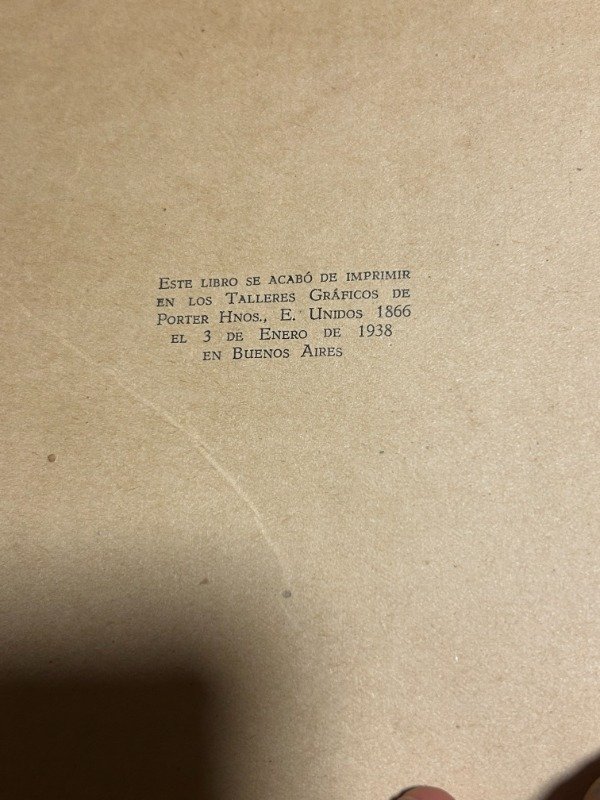 Este libro se acabó de imprimir
en los Talleres Gráficos de
Porter Hnos., E. Unidos 1866
el 3 de Enero de 1938
en Buenos Aires